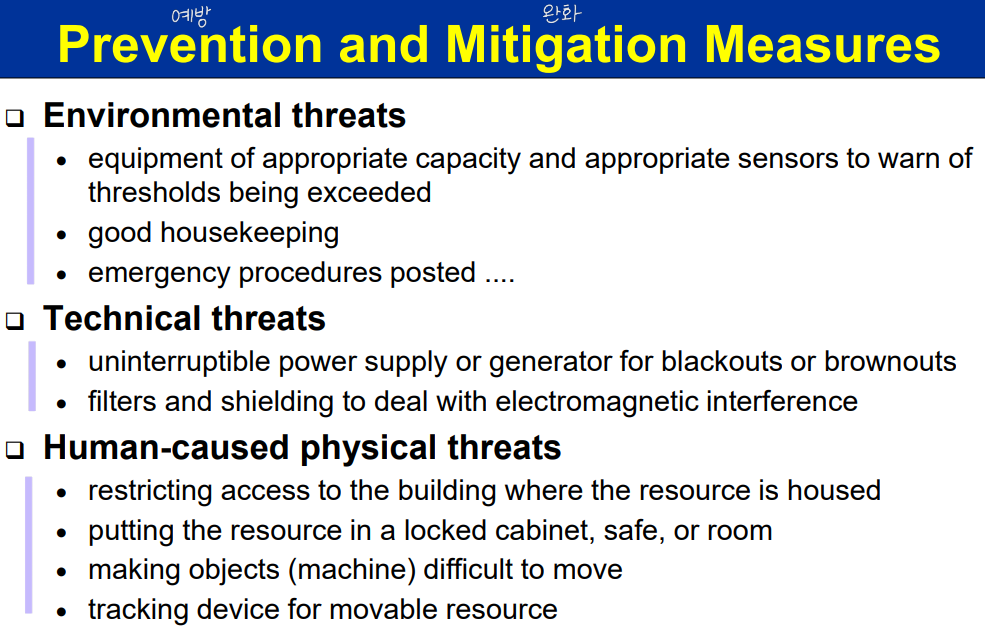 예방 완화
Prevention and Mitigation Measures
❑ Environmental threats
• equipment of appropriate capacity and appropriate sensors to warn of
thresholds being exceeded
• good housekeeping
• emergency procedures posted ....
❑ Technical threats
• uninterruptible power supply or generator for blackouts or brownouts
• filters and shielding to deal with electromagnetic interference
❑ Human-caused physical threats
• restricting access to the building where the resource is housed
• putting the resource in a locked cabinet, safe, or room
• making objects (machine) difficult to move
• tracking device for movable resource